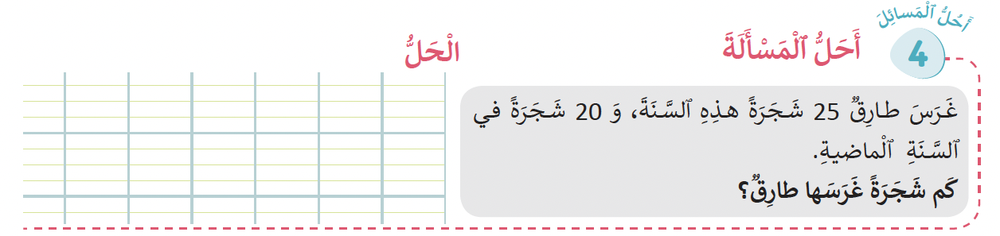 أَحُلُّ ٱلْمَسائِلَ
4
أَحَلُّ ٱلْمَسْأَلَةَ
الْحَلُّ
غَرَسَ طارِقٌ 25 شَجَرَةً هذِهِ ٱلسَّنَةَ، وَ 20 شَجَرَةً في
ٱلسَّنَةِ ٱلْماضيةِ.
كَم شَجَرَةً غَرَسَها طارِقٌ؟